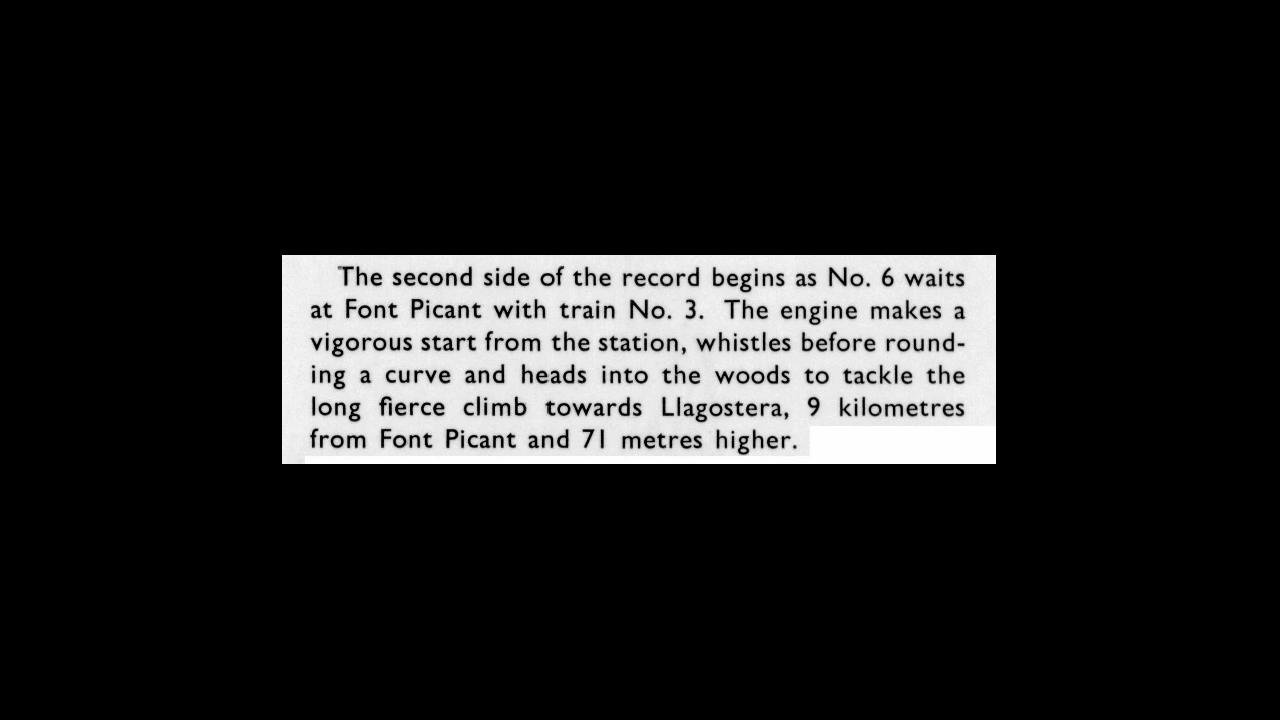 The second side of the record begins as No. 6 waits
at Font Picant with train No. 3. The engine makes a
vigorous start from the station, whistles before round-
ing a curve and heads into the woods to tackle the
long fierce climb towards Llagostera, 9 kilometres
from Font Picant and 71 metres higher.